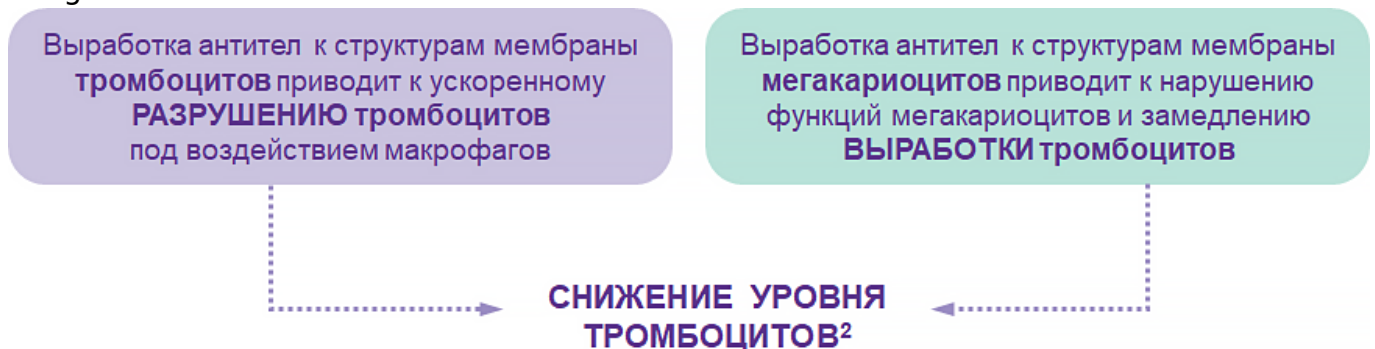 Выработка антител к структурам мембраны
тромбоцитов приводит к ускоренному
РАЗРУШЕНИЮ тромбоцитов
под воздействием макрофагов
Выработка антител к структурам мембраны
мегакариоцитов приводит к нарушению
функций мегакариоцитов и замедлению
ВЫРАБОТКИ тромбоцитов
СНИЖЕНИЕ УРОВНЯ
ТРОМБОЦИТОВ²